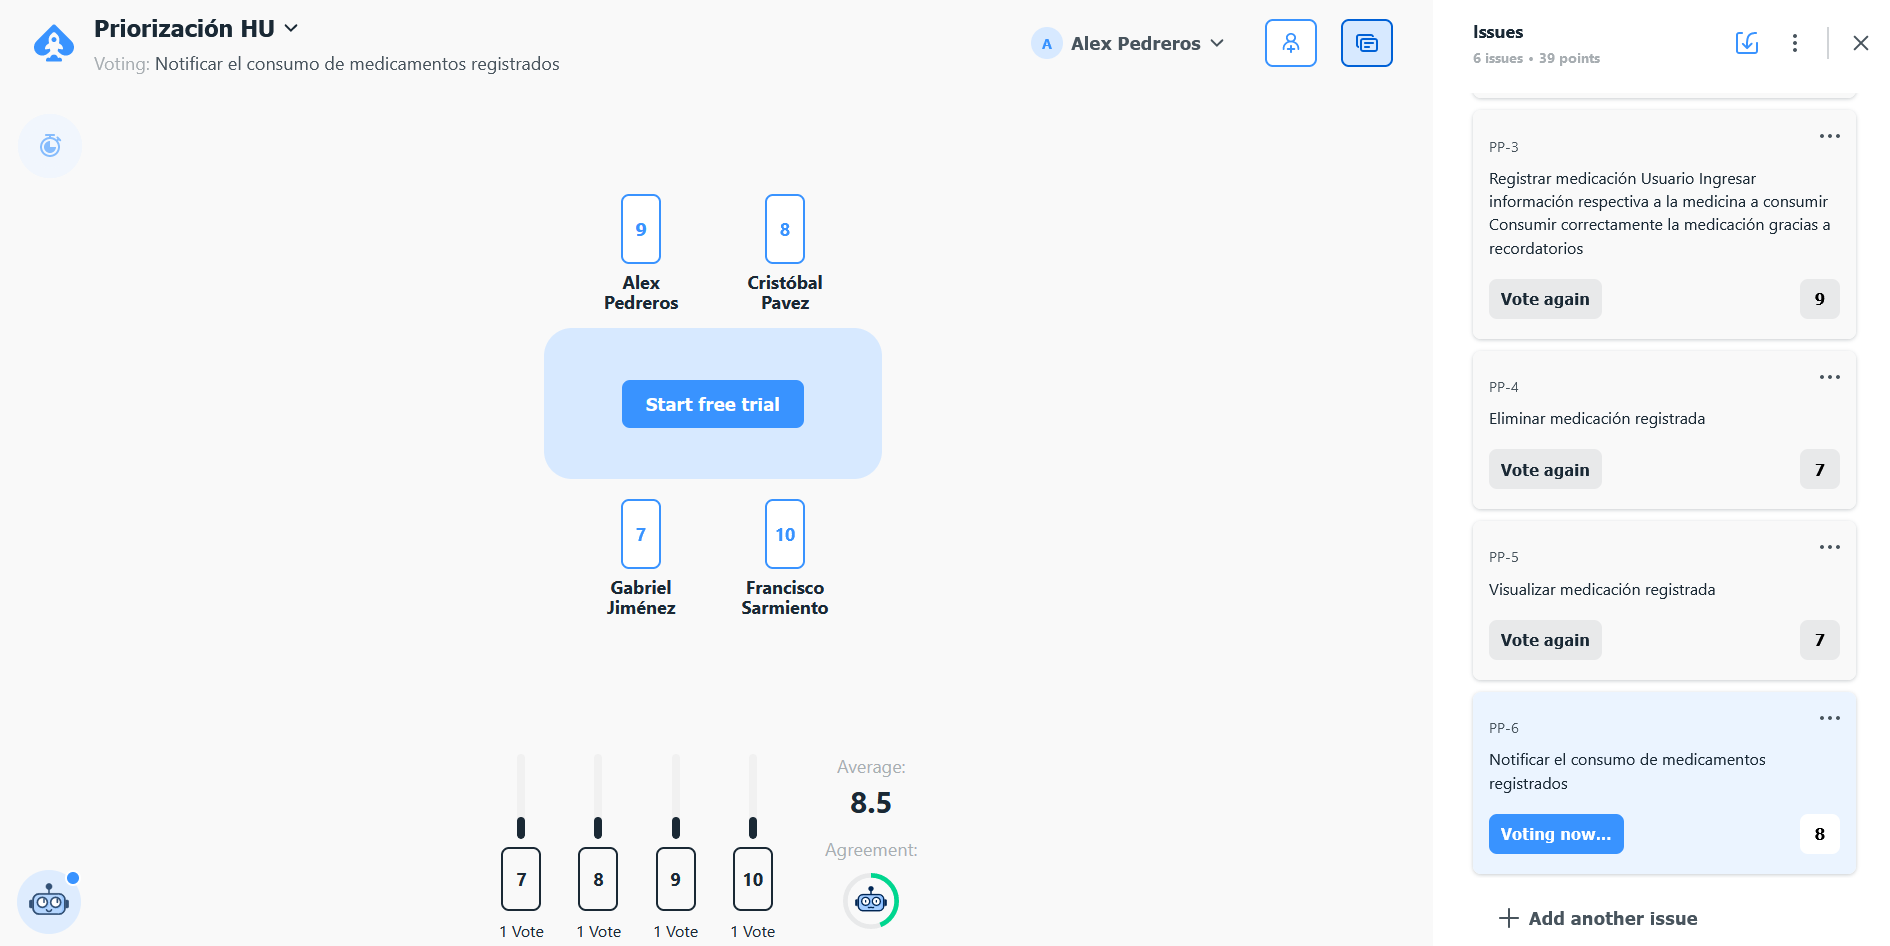 Priorización HU
Voting: Notificar el consumo de medicamentos registrados
A Alex Pedreros
9
8
Alex
Pedreros
Cristóbal
Pavez
Start free trial
7
10
Gabriel
Jiménez
Francisco
Sarmiento
7
8
9
10
1 Vote
1 Vote
1 Vote
1 Vote
Average:
8.5
Agreement:
Issues
6 issues • 39 points
PP-3
Registrar medicación Usuario Ingresar
información respectiva a la medicina a consumir
Consumir correctamente la medicación gracias a
recordatorios
Vote again
9
PP-4
Eliminar medicación registrada
Vote again
7
PP-5
Visualizar medicación registrada
Vote again
7
PP-6
Notificar el consumo de medicamentos
registrados
Voting now...
8
Add another issue